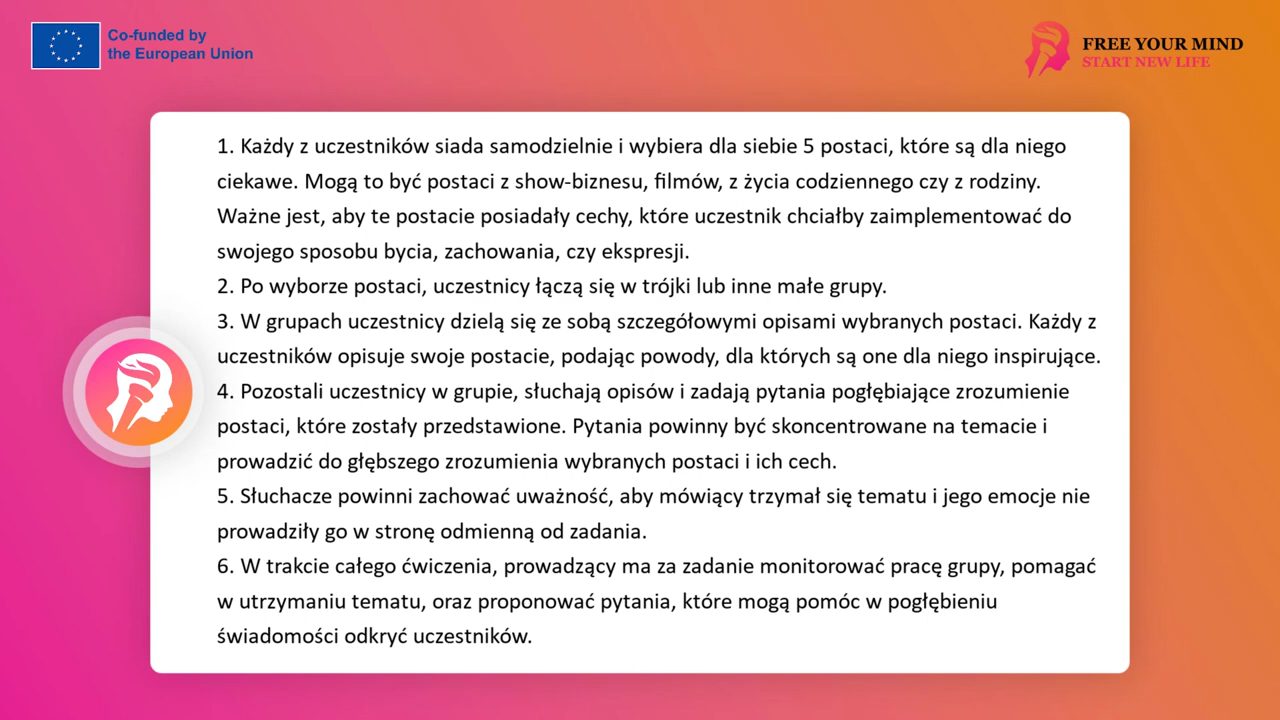 Co-funded by
the European Union
FREE YOUR MIND
START NEW LIFE
1. Każdy z uczestników siada samodzielnie i wybiera dla siebie 5 postaci, które są dla niego
ciekawe. Mogą to być postaci z show-biznesu, filmów, z życia codziennego czy z rodziny.
Ważne jest, aby te postacie posiadały cechy, które uczestnik chciałby zaimplementować do
swojego sposobu bycia, zachowania, czy ekspresji.
2. Po wyborze postaci, uczestnicy łączą się w trójki lub inne małe grupy.
3. W grupach uczestnicy dzielą się ze sobą szczegółowymi opisami wybranych postaci. Każdy z
uczestników opisuje swoje postacie, podając powody, dla których są one dla niego inspirujące.
4. Pozostali uczestnicy w grupie, słuchają opisów i zadają pytania pogłębiające zrozumienie
postaci, które zostały przedstawione. Pytania powinny być skoncentrowane na temacie i
prowadzić do głębszego zrozumienia wybranych postaci i ich cech.
5. Słuchacze powinni zachować uważność, aby mówiący trzymał się tematu i jego emocje nie
prowadziły go w stronę odmienną od zadania.
6. W trakcie całego ćwiczenia, prowadzący ma za zadanie monitorować pracę grupy, pomagać
w utrzymaniu tematu, oraz proponować pytania, które mogą pomóc w pogłębieniu
świadomości odkryć uczestników.